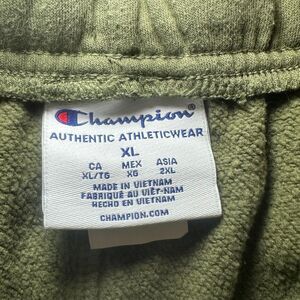 Champion
AUTHENTIC ATHLETICWEAR
XL
CA MEX ASIA
XL/TG XG 2XL
MADE IN VIETNAM
FABRIQUÉ AU VIÊT-NAM
HECHO EN VIETNAM
CHAMPION.COM